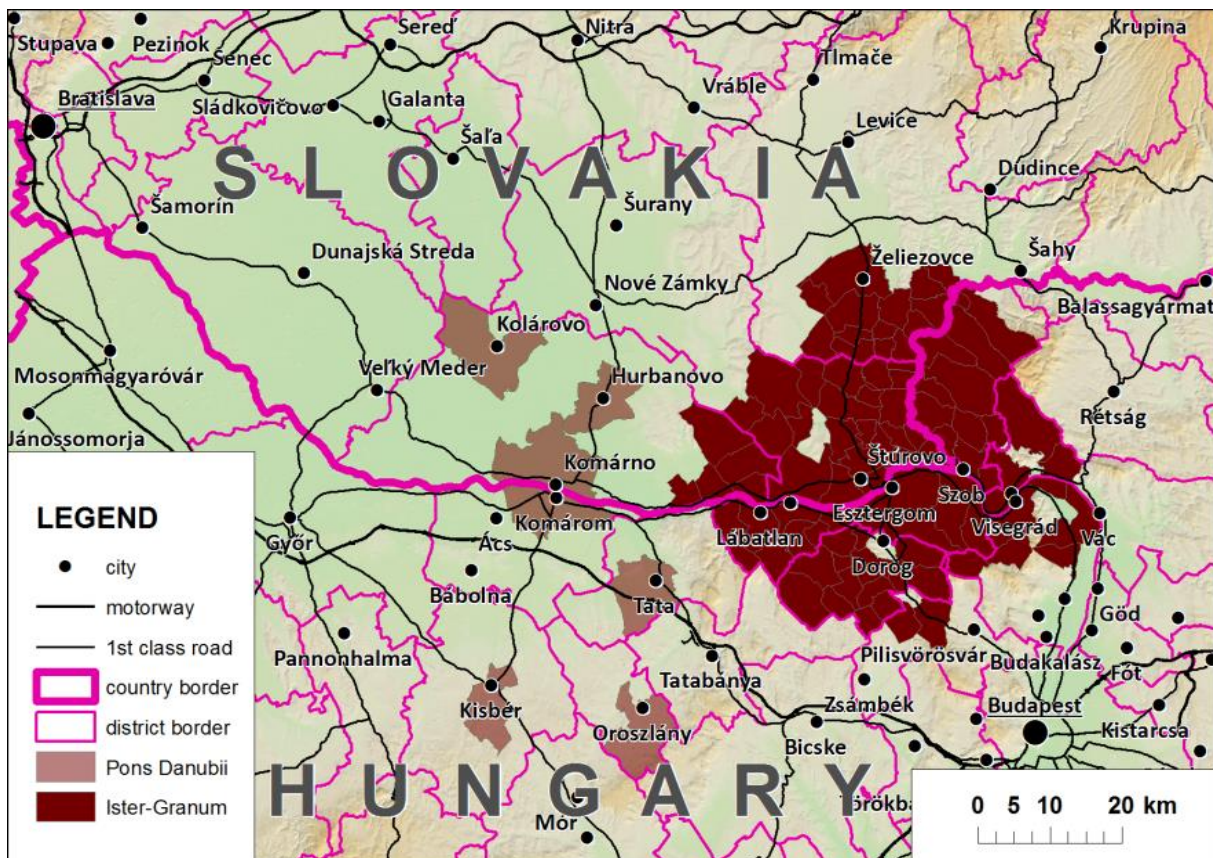 Stupava
Pezinok
Sereď
Nitra
Krupina
Tlmače
Senec
Bratislava
Sládkovičovo
Galanta
Vráble
Levice
Šaľa
SLOVAKIA
Dudince
Šamorín
Šurany
Dunajská Streda
Želiezovce
Šahy
Nové Zámky
Balassagyarmat
Kolárovo
Mosonmagyaróvár
Veľký Meder
Hurbanovo
Jánossomorja
Rétság
Komárno
Štúrovo
Szob
Komárom
Esztergom
Visegrád
Lábatlan
Győr
Ács
Vác
Dorog
Bábolna
Tata
Göd
Pannonhalma
Pilisvörösvár
Budakalász
Fót
Tatabánya
Kisbér
Zsámbék
Budapest
Oroszlány
Bicske
Kistarcsa
HUNGARY
Mór
LEGEND
city
motorway
1st class road
country border
district border
Pons Danubii
Ister-Granum
0 5 10 20 km